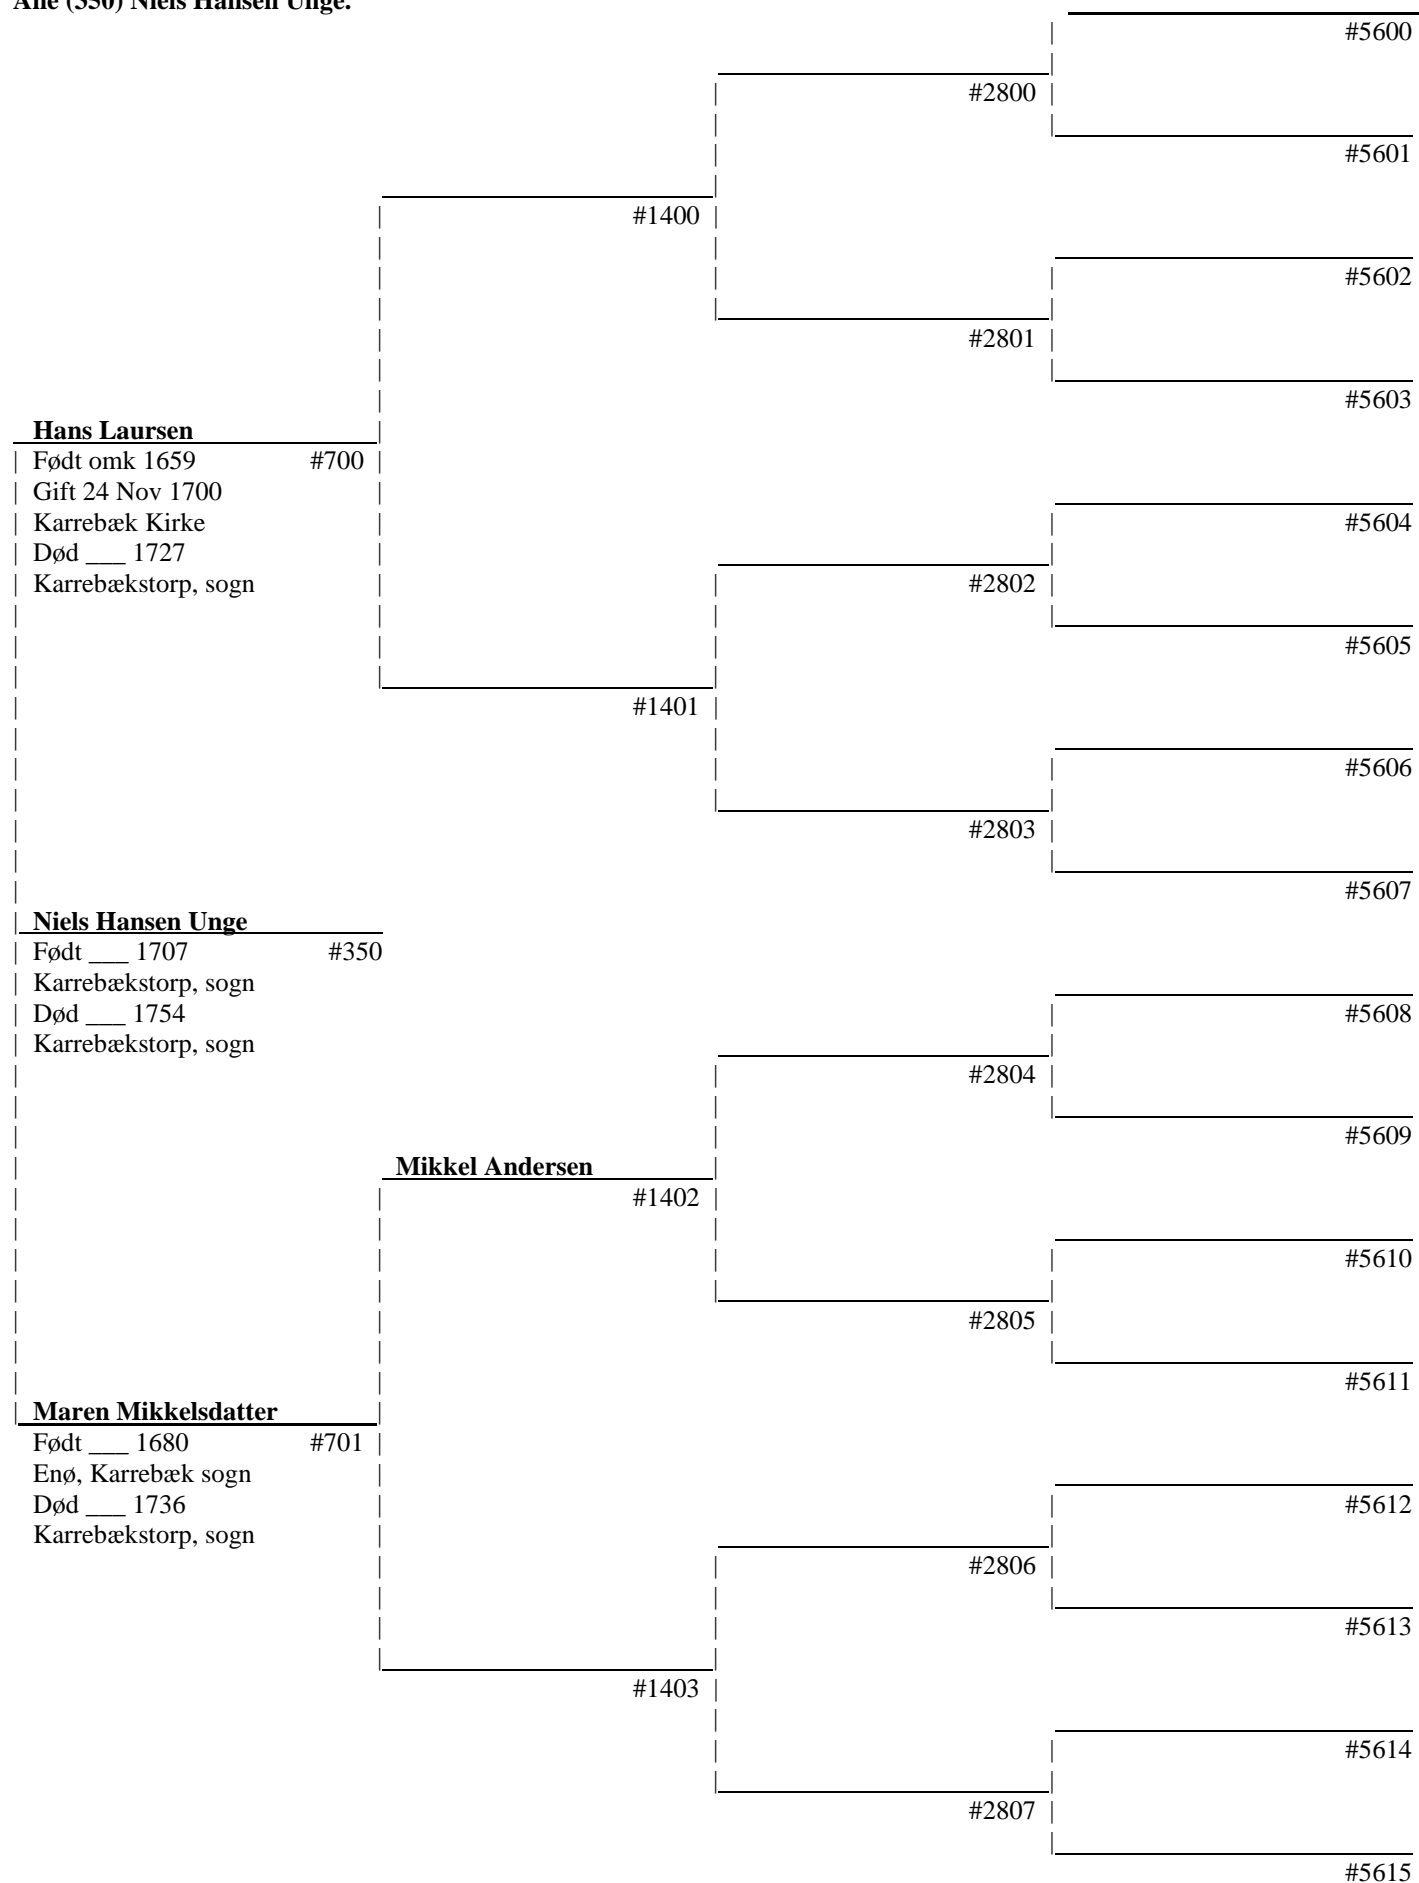 Ane (350) Niels Hansen Unge.
#5600
#2800
#5601
#1400
#5602
#2801
#5603
Hans Laursen
Født omk 1659 #700
Gift 24 Nov 1700
Karrebæk Kirke
#5604
Død ___ 1727
Karrebækstorp, sogn
#2802
#5605
#1401
#5606
#2803
#5607
Niels Hansen Unge
Født ___ 1707 #350
Karrebækstorp, sogn
Død ___ 1754
#5608
Karrebækstorp, sogn
#2804
#5609
Mikkel Andersen
#1402
#5610
#2805
#5611
Maren Mikkelsdatter
Født ___ 1680 #701
Enø, Karrebæk sogn
Død ___ 1736
#5612
Karrebækstorp, sogn
#2806
#5613
#1403
#5614
#2807
#5615